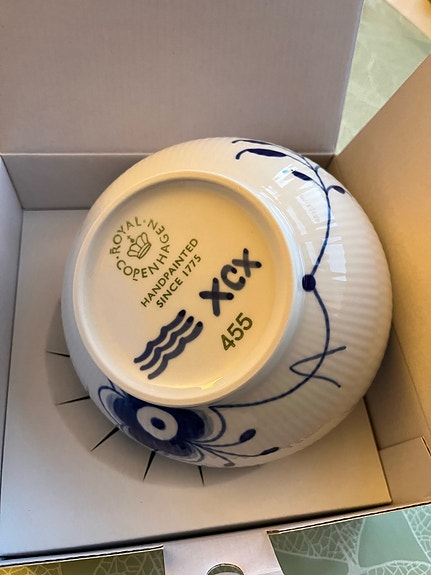 ROYAL COPENHAGEN
HANDPAINTED
SINCE 1775
XCX
455